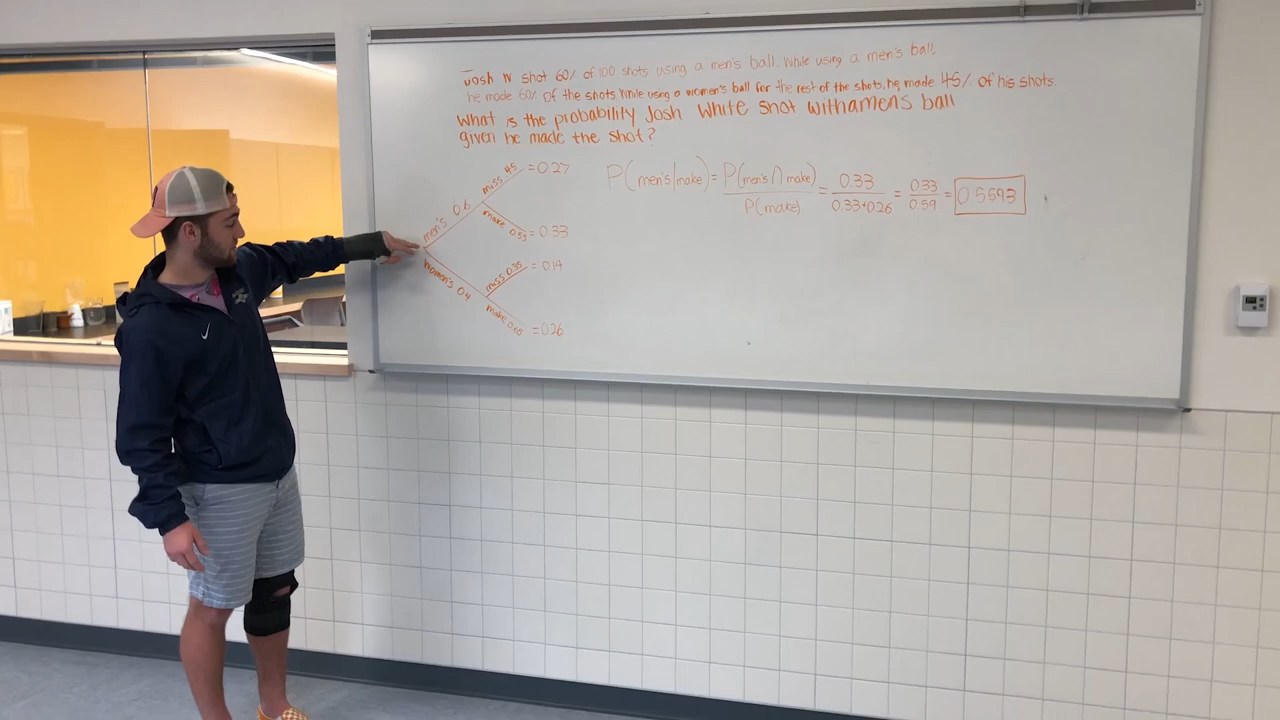 Josh W shot 60% of 100 shots using a men's ball. While using a men's ball,
he made 60% of the shots. While using a women's ball for the rest of the shots, he made 45% of his shots.
What is the probability Josh White shot with a mens ball
given he made the shot?
men's 0.6
miss .45 = 0.27
make 0.55 = 0.33
women's 0.4
miss 0.35 = 0.14
make 0.65 = 0.26
P(men's|make) = P(men's ∩ make) / P(make) = 0.33 / 0.33+0.26 = 0.33 / 0.59 = 0.5593